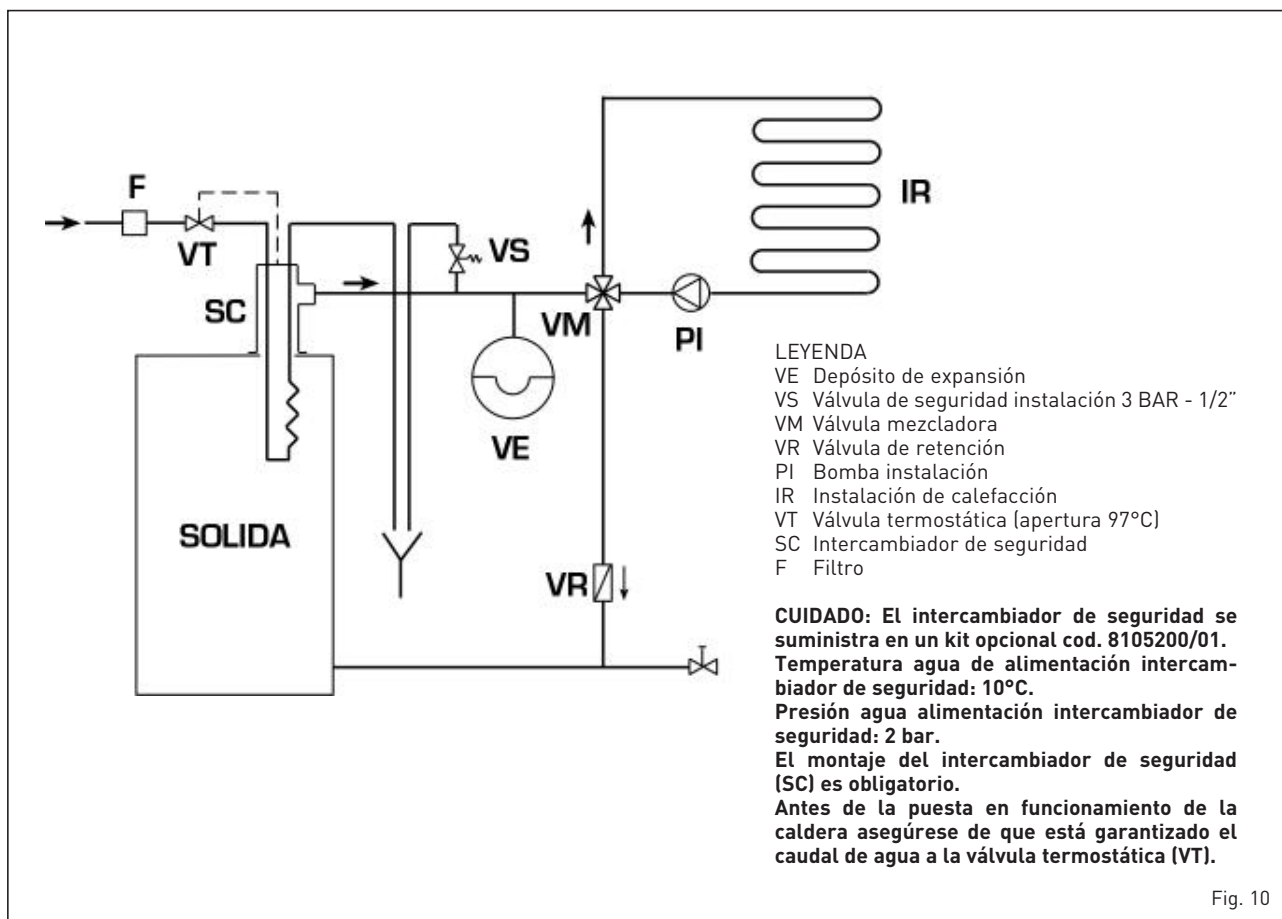 F
VT
SC
VS
VM
PI
IR
VE
SOLIDA
VR
LEYENDA
VE Depósito de expansión
VS Válvula de seguridad instalación 3 BAR - 1/2”
VM Válvula mezcladora
VR Válvula de retención
PI Bomba instalación
IR Instalación de calefacción
VT Válvula termostática (apertura 97°C)
SC Intercambiador de seguridad
F Filtro
CUIDADO: El intercambiador de seguridad se
suministra en un kit opcional cod. 8105200/01.
Temperatura agua de alimentación intercam-
biador de seguridad: 10°C.
Presión agua alimentación intercambiador de
seguridad: 2 bar.
El montaje del intercambiador de seguridad
(SC) es obligatorio.
Antes de la puesta en funcionamiento de la
caldera asegúrese de que está garantizado el
caudal de agua a la válvula termostática (VT).
Fig. 10